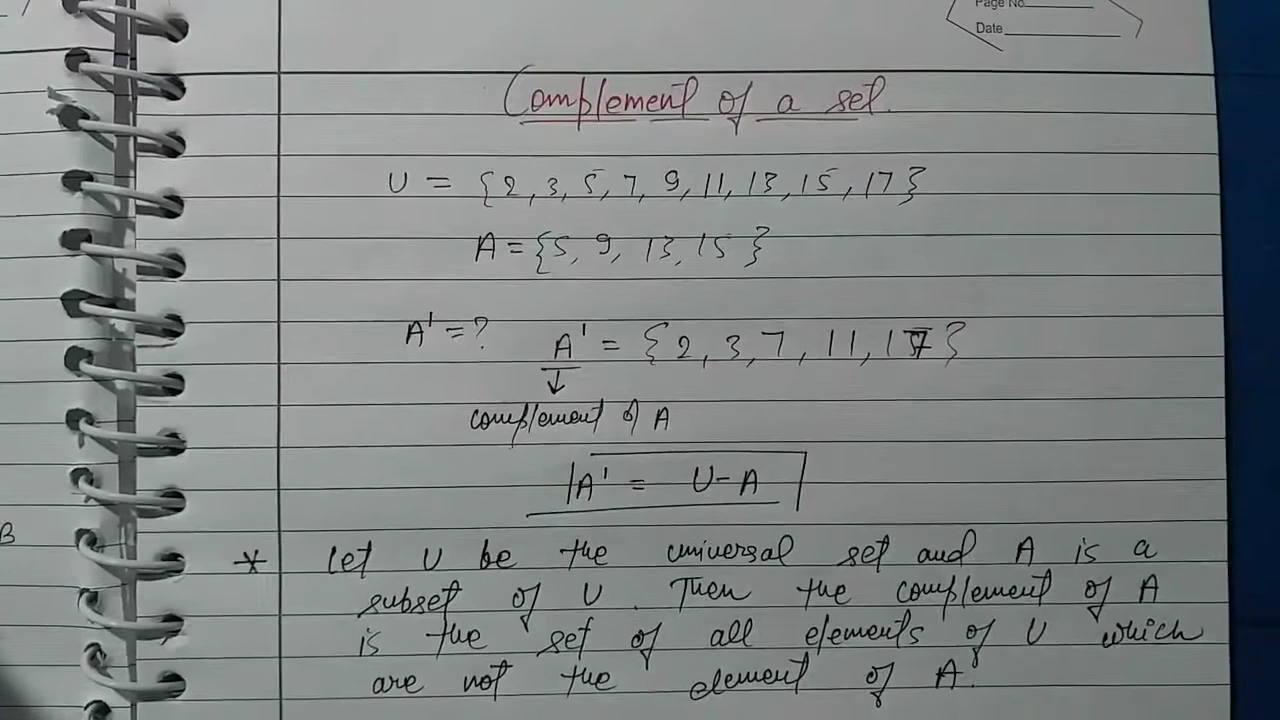 Page No
Date
Complement of a set.
U = {2, 3, 5, 7, 9, 11, 13, 15, 17}
A = {5, 9, 13, 15}
A' = ? A' = {2, 3, 7, 11, 17}
complement of A
A' = U - A
B
* Let U be the universal set and A is a
subset of U. Then the complement of A
is the set of all elements of U which
are not the element of A.